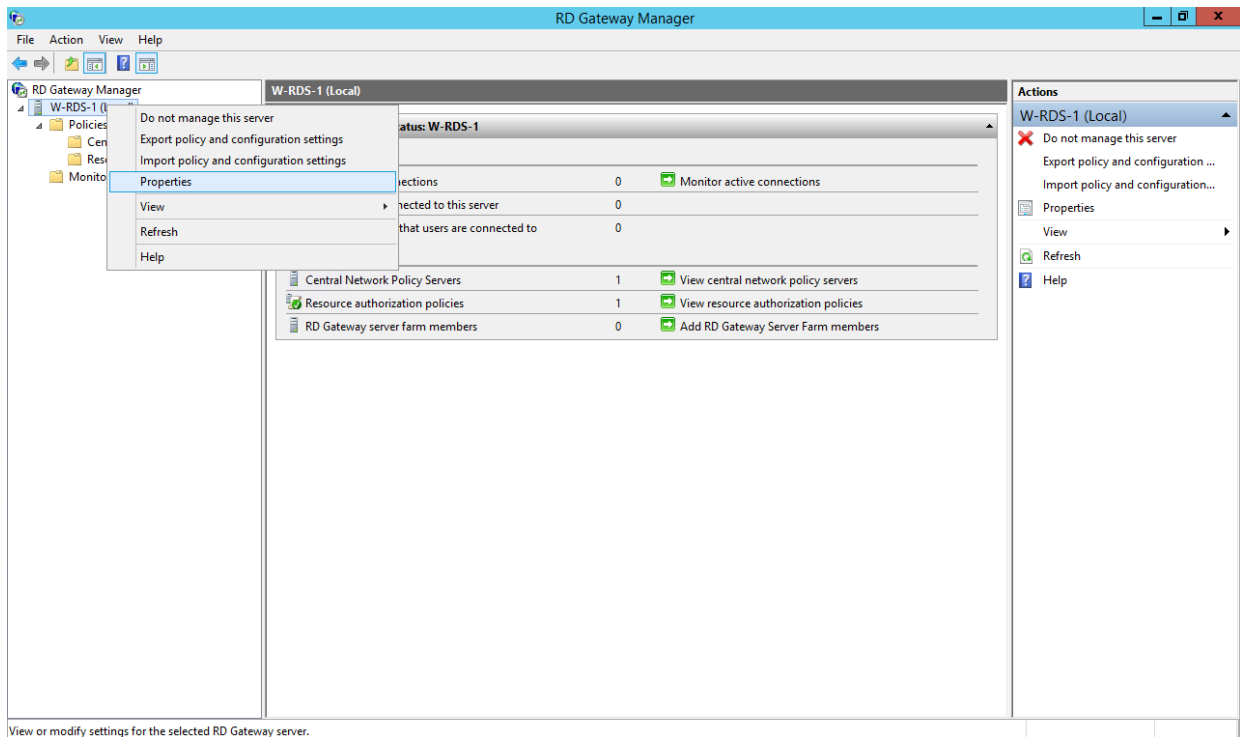 RD Gateway Manager
File Action View Help
RD Gateway Manager
W-RDS-1
Policies
Cen
Res
Monito
Do not manage this server
Export policy and configuration settings
Import policy and configuration settings
Properties
View
Refresh
Help
W-RDS-1 (Local)
atus: W-RDS-1
nections 0 Monitor active connections
nected to this server 0
that users are connected to 0
Central Network Policy Servers 1 View central network policy servers
Resource authorization policies 1 View resource authorization policies
RD Gateway server farm members 0 Add RD Gateway Server Farm members
Actions
W-RDS-1 (Local)
Do not manage this server
Export policy and configuration ...
Import policy and configuration...
Properties
View
Refresh
Help
View or modify settings for the selected RD Gateway server.